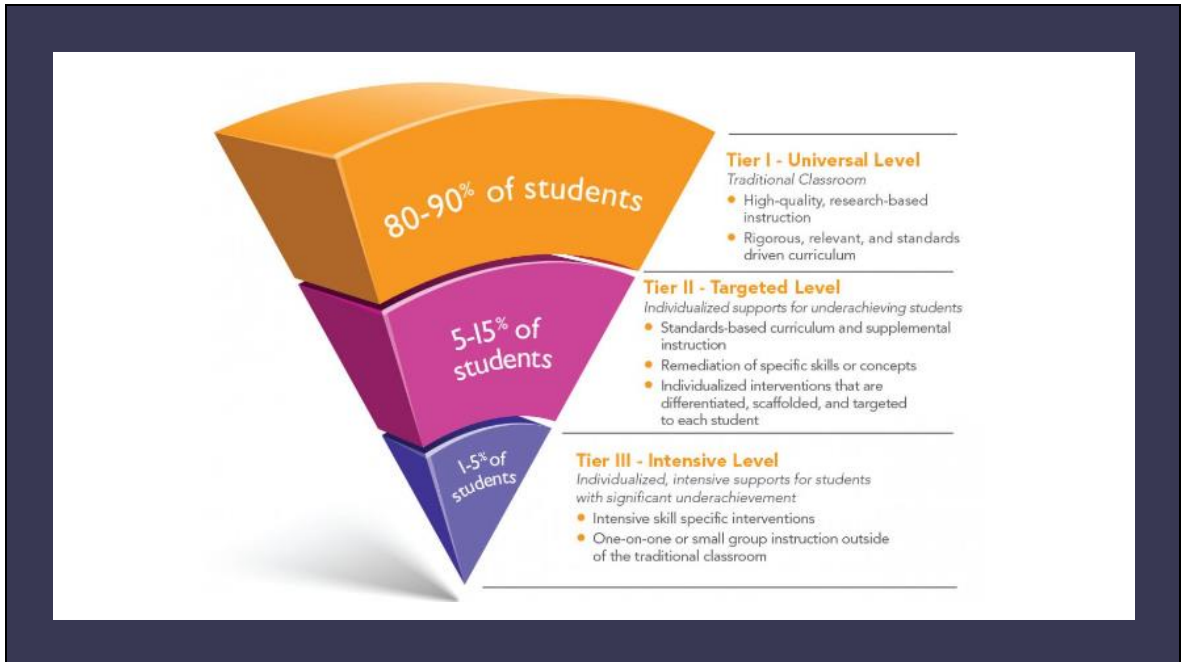 80-90% of students
Tier I - Universal Level
Traditional Classroom
• High-quality, research-based
instruction
• Rigorous, relevant, and standards
driven curriculum
5-15% of
students
Tier II - Targeted Level
Individualized supports for underachieving students
• Standards-based curriculum and supplemental
instruction
• Remediation of specific skills or concepts
• Individualized interventions that are
differentiated, scaffolded, and targeted
to each student
1-5% of
students
Tier III - Intensive Level
Individualized, intensive supports for students
with significant underachievement
• Intensive skill specific interventions
• One-on-one or small group instruction outside
of the traditional classroom